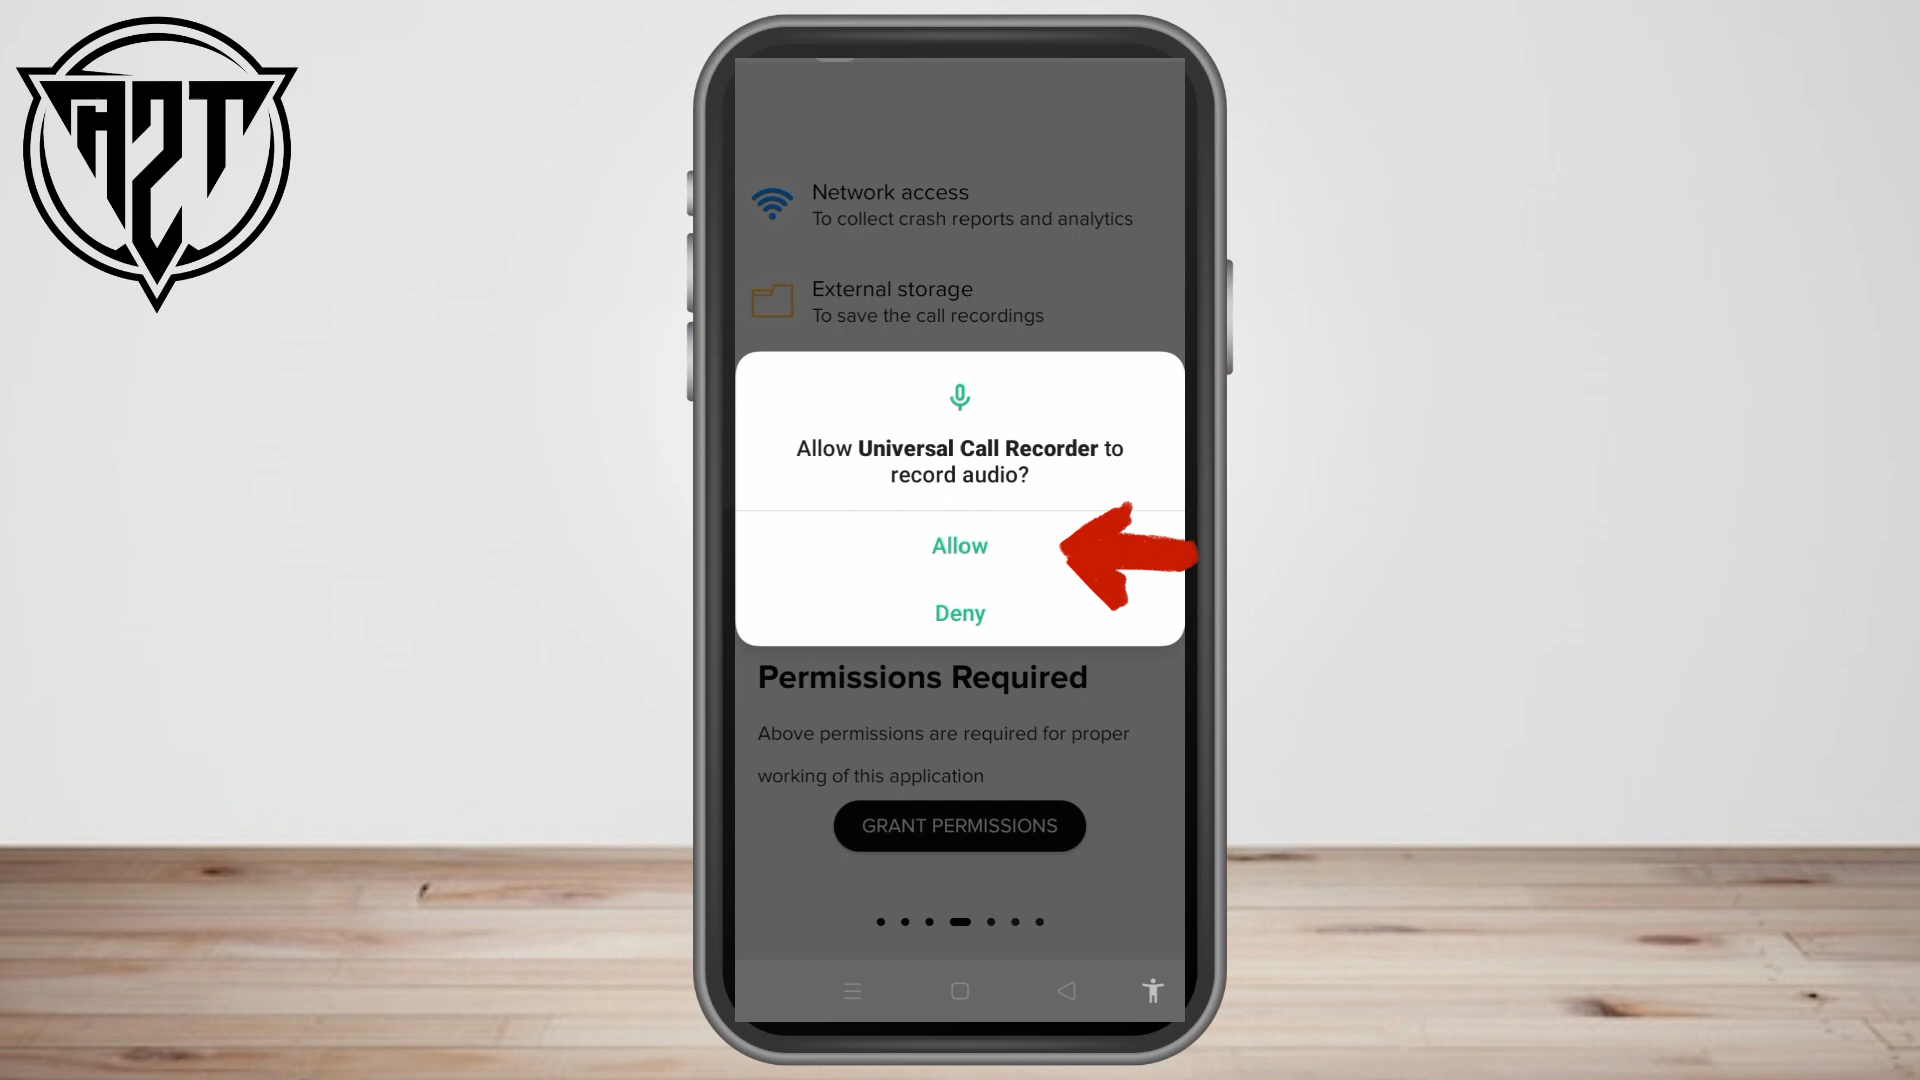 A2T
Network access
To collect crash reports and analytics
External storage
To save the call recordings
Allow Universal Call Recorder to
record audio?
Allow
Deny
Permissions Required
Above permissions are required for proper
working of this application
GRANT PERMISSIONS